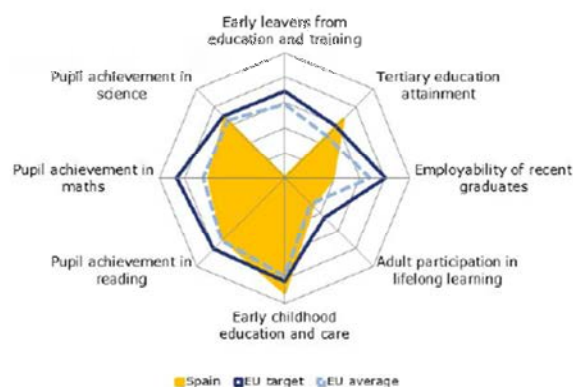 Early leavers from
education and training
Pupil achievement in
science
Tertiary education
attainment
Pupil achievement in
maths
Employability of recent
graduates
Pupil achievement in
reading
Adult participation in
lifelong learning
Early childhood
education and care
Spain EU target EU average